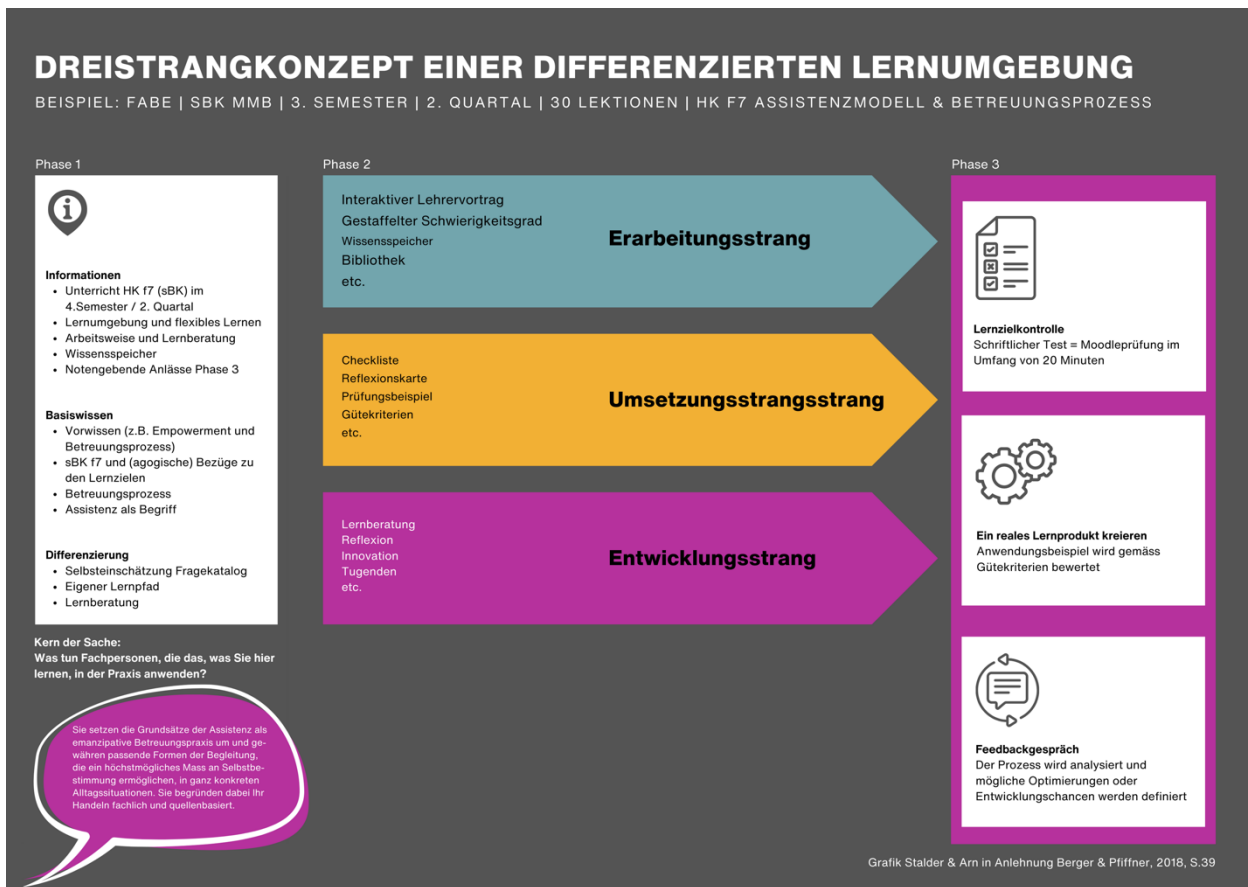 DREISTRANGKONZEPT EINER DIFFERENZIERTEN LERNUMGEBUNG
BEISPIEL: FABE | SBK MMB | 3. SEMESTER | 2. QUARTAL | 30 LEKTIONEN | HK F7 ASSISTENZMODELL & BETREUUNGSPR0ZESS
Phase 1
Informationen
• Unterricht HK f7 (sBK) im
4.Semester / 2. Quartal
• Lernumgebung und flexibles Lernen
• Arbeitsweise und Lernberatung
• Wissensspeicher
• Notengebende Anlässe Phase 3
Basiswissen
• Vorwissen (z.B. Empowerment und
Betreuungsprozess)
• sBK f7 und (agogische) Bezüge zu
den Lernzielen
• Betreuungsprozess
• Assistenz als Begriff
Differenzierung
• Selbsteinschätzung Fragekatalog
• Eigener Lernpfad
• Lernberatung
Kern der Sache:
Was tun Fachpersonen, die das, was Sie hier
lernen, in der Praxis anwenden?
Sie setzen die Grundsätze der Assistenz als
emanzipative Betreuungspraxis um und ge-
währen passende Formen der Begleitung,
die ein höchstmögliches Mass an Selbstbe-
stimmung ermöglichen, in ganz konkreten
Alltagssituationen. Sie begründen dabei Ihr
Handeln fachlich und quellenbasiert.
Phase 2
Interaktiver Lehrervortrag
Gestaffelter Schwierigkeitsgrad
Wissensspeicher
Bibliothek
etc.
Erarbeitungsstrang
Checkliste
Reflexionskarte
Prüfungsbeispiel
Gütekriterien
etc.
Umsetzungsstrangsstrang
Lernberatung
Reflexion
Innovation
Tugenden
etc.
Entwicklungsstrang
Phase 3
Lernzielkontrolle
Schriftlicher Test = Moodleprüfung im
Umfang von 20 Minuten
Ein reales Lernprodukt kreieren
Anwendungsbeispiel wird gemäss
Gütekriterien bewertet
Feedbackgespräch
Der Prozess wird analysiert und
mögliche Optimierungen oder
Entwicklungschancen werden definiert
Grafik Stalder & Arn in Anlehnung Berger & Pfiffner, 2018, S.39